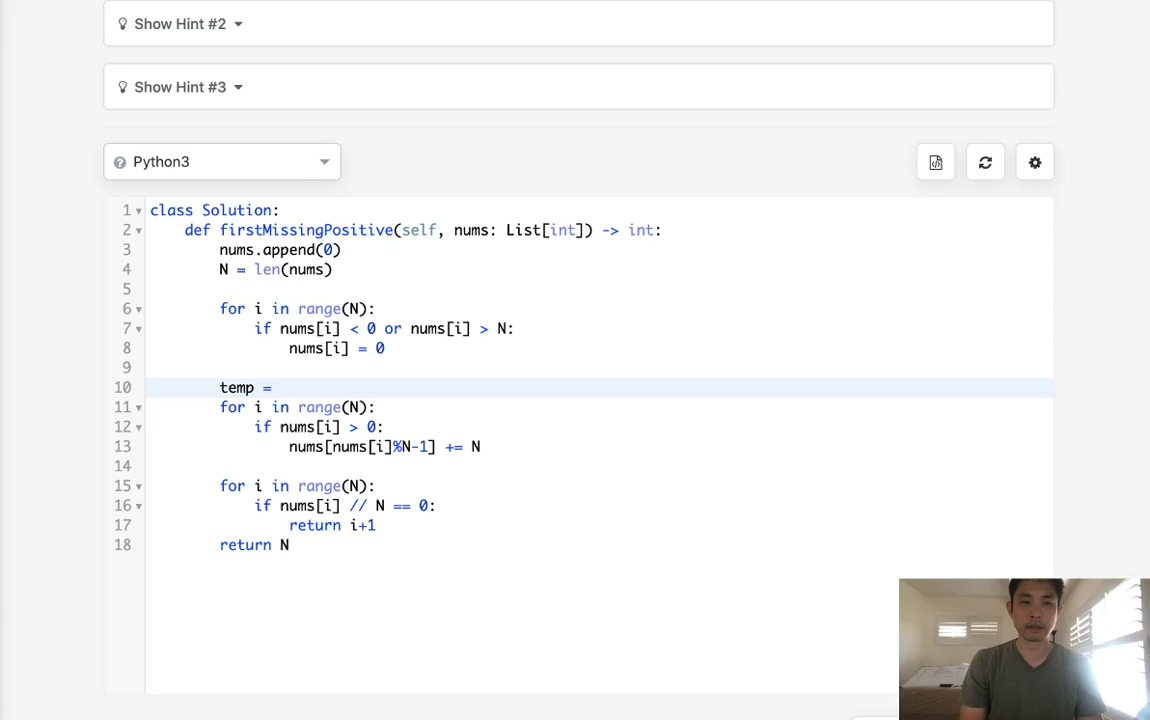 Show Hint #2
Show Hint #3
Python3
1 class Solution:
2 def firstMissingPositive(self, nums: List[int]) -> int:
3 nums.append(0)
4 N = len(nums)
5
6 for i in range(N):
7 if nums[i] < 0 or nums[i] > N:
8 nums[i] = 0
9
10 temp =
11 for i in range(N):
12 if nums[i] > 0:
13 nums[nums[i]%N-1] += N
14
15 for i in range(N):
16 if nums[i] // N == 0:
17 return i+1
18 return N